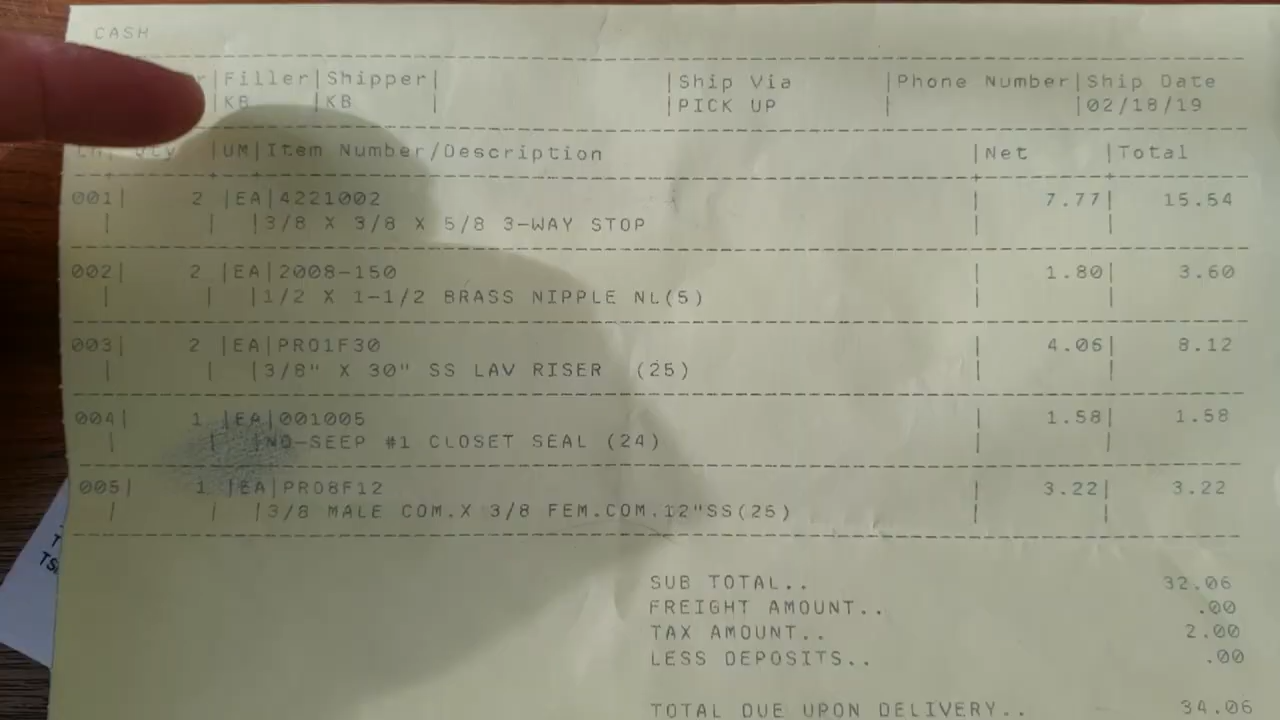 CASH
|Filler|Shipper| |Ship Via |Phone Number|Ship Date
|KB |KB | |PICK UP | |02/18/19
|UM|Item Number/Description |Net |Total
001| 2 |EA|4221002 | 7.77| 15.54
| | |3/8 X 3/8 X 5/8 3-WAY STOP | |
002| 2 |EA|2008-150 | 1.80| 3.60
| | |1/2 X 1-1/2 BRASS NIPPLE NL(5) | |
003| 2 |EA|PRO1F30 | 4.06| 8.12
| | |3/8" X 30" SS LAV RISER (25) | |
004| 1 |EA|001005 | 1.58| 1.58
| | |NO-SEEP #1 CLOSET SEAL (24) | |
005| 1 |EA|PRO8F12 | 3.22| 3.22
| | |3/8 MALE COM.X 3/8 FEM.COM.12"SS(25) | |
SUB TOTAL.. 32.06
FREIGHT AMOUNT.. .00
TAX AMOUNT.. 2.00
LESS DEPOSITS.. .00
TOTAL DUE UPON DELIVERY.. 34.06